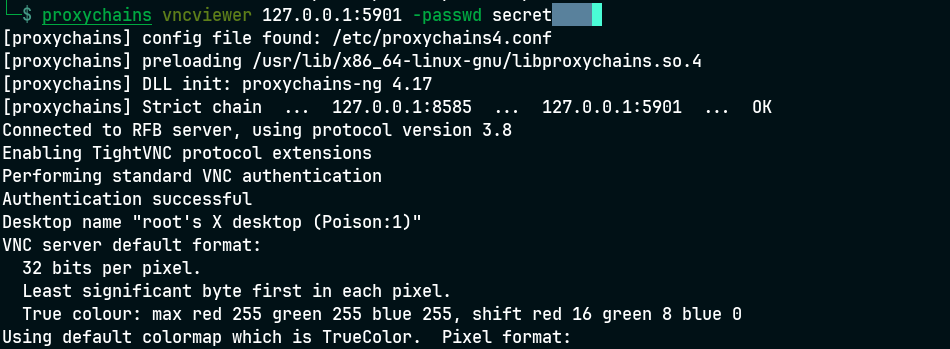 └─$ proxychains vncviewer 127.0.0.1:5901 -passwd secret
[proxychains] config file found: /etc/proxychains4.conf
[proxychains] preloading /usr/lib/x86_64-linux-gnu/libproxychains.so.4
[proxychains] DLL init: proxychains-ng 4.17
[proxychains] Strict chain  ...  127.0.0.1:8585  ...  127.0.0.1:5901  ...  OK
Connected to RFB server, using protocol version 3.8
Enabling TightVNC protocol extensions
Performing standard VNC authentication
Authentication successful
Desktop name "root's X desktop (Poison:1)"
VNC server default format:
  32 bits per pixel.
  Least significant byte first in each pixel.
  True colour: max red 255 green 255 blue 255, shift red 16 green 8 blue 0
Using default colormap which is TrueColor.  Pixel format: